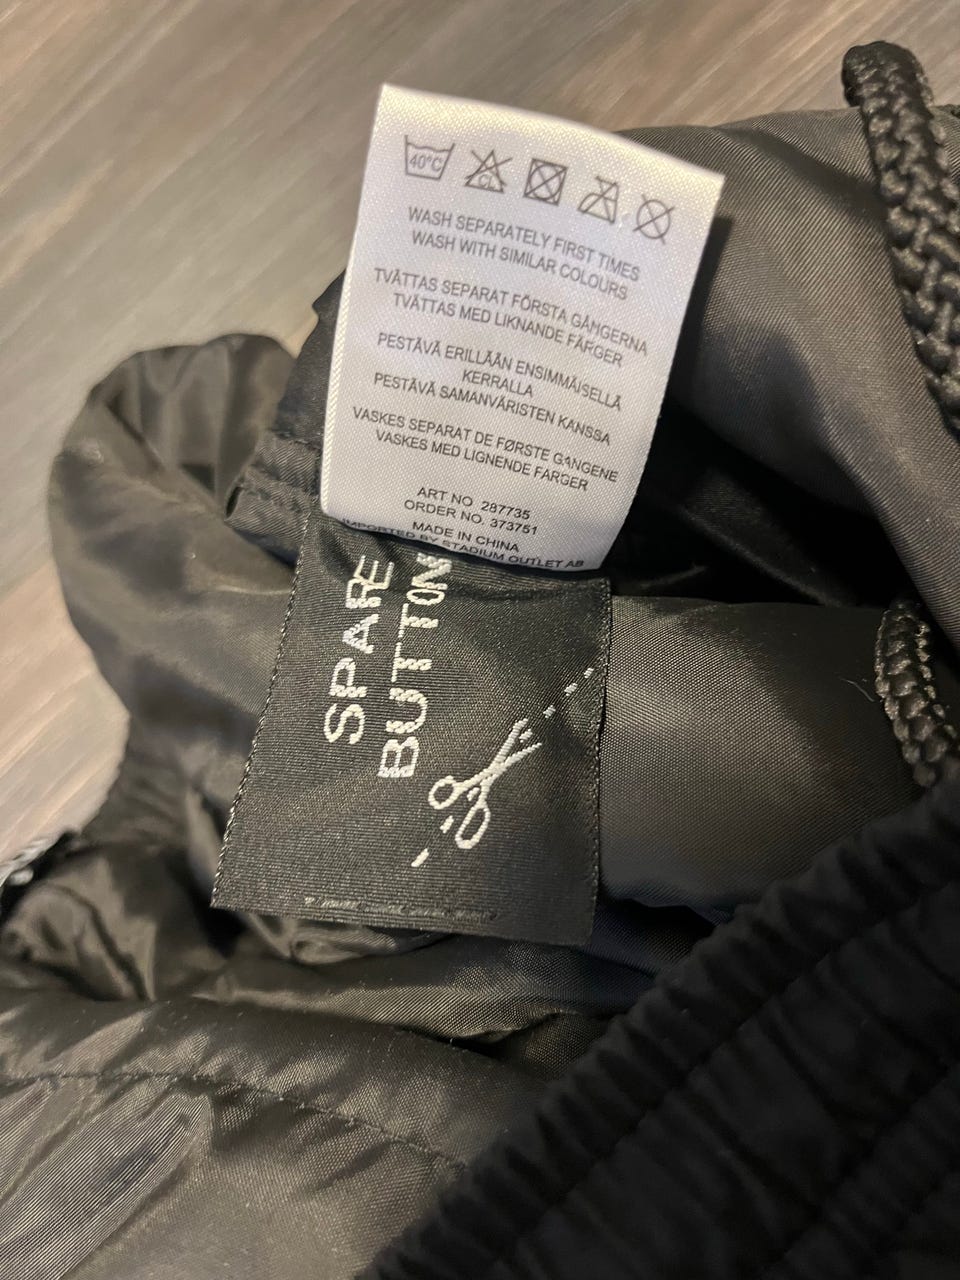 40°C
CL
WASH SEPARATELY FIRST TIMES
WASH WITH SIMILAR COLOURS
TVÄTTAS SEPARAT FÖRSTA GÅNGERNA
TVÄTTAS MED LIKNANDE FÄRGER
PESTÄVÄ ERILLÄÄN ENSIMMÄISELLÄ
KERRALLA
PESTÄVÄ SAMANVÄRISTEN KANSSA
VASKES SEPARAT DE FØRSTE GANGENE
VASKES MED LIGNENDE FARGER
ART NO 287735
ORDER NO. 373751
MADE IN CHINA
IMPORTED BY STADIUM OUTLET AB
SPARE
BUTTON